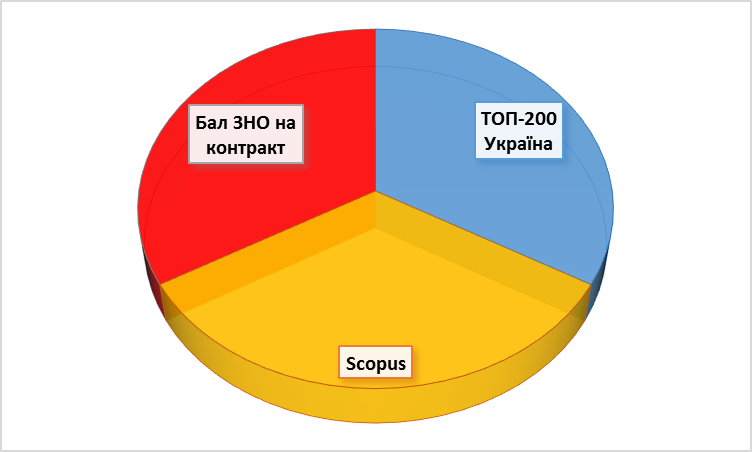 Бал ЗНО на
контракт
ТОП-200
Україна
Scopus